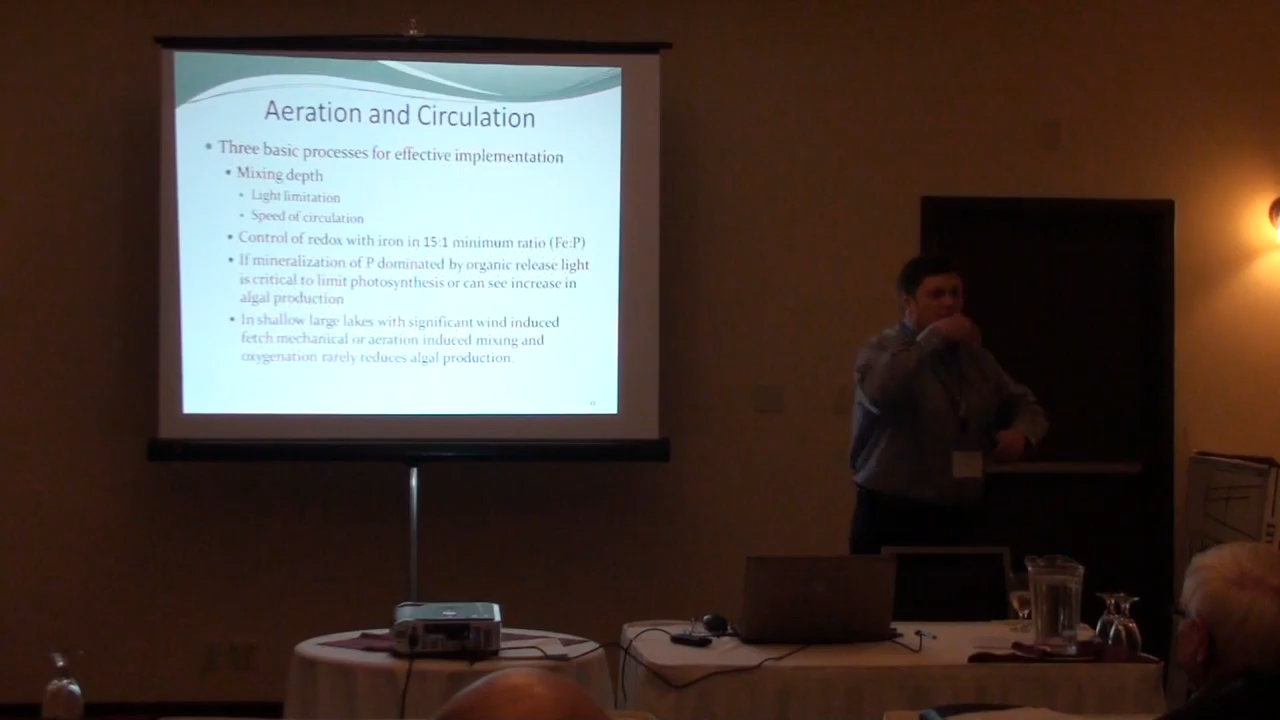 Aeration and Circulation
• Three basic processes for effective implementation
• Mixing depth
• Light limitation
• Speed of circulation
• Control of redox with iron in 15:1 minimum ratio (Fe:P)
• If mineralization of P dominated by organic release light
is critical to limit photosynthesis or can see increase in
algal production
• In shallow large lakes with significant wind induced
fetch mechanical or aeration induced mixing and
oxygenation rarely reduces algal production.